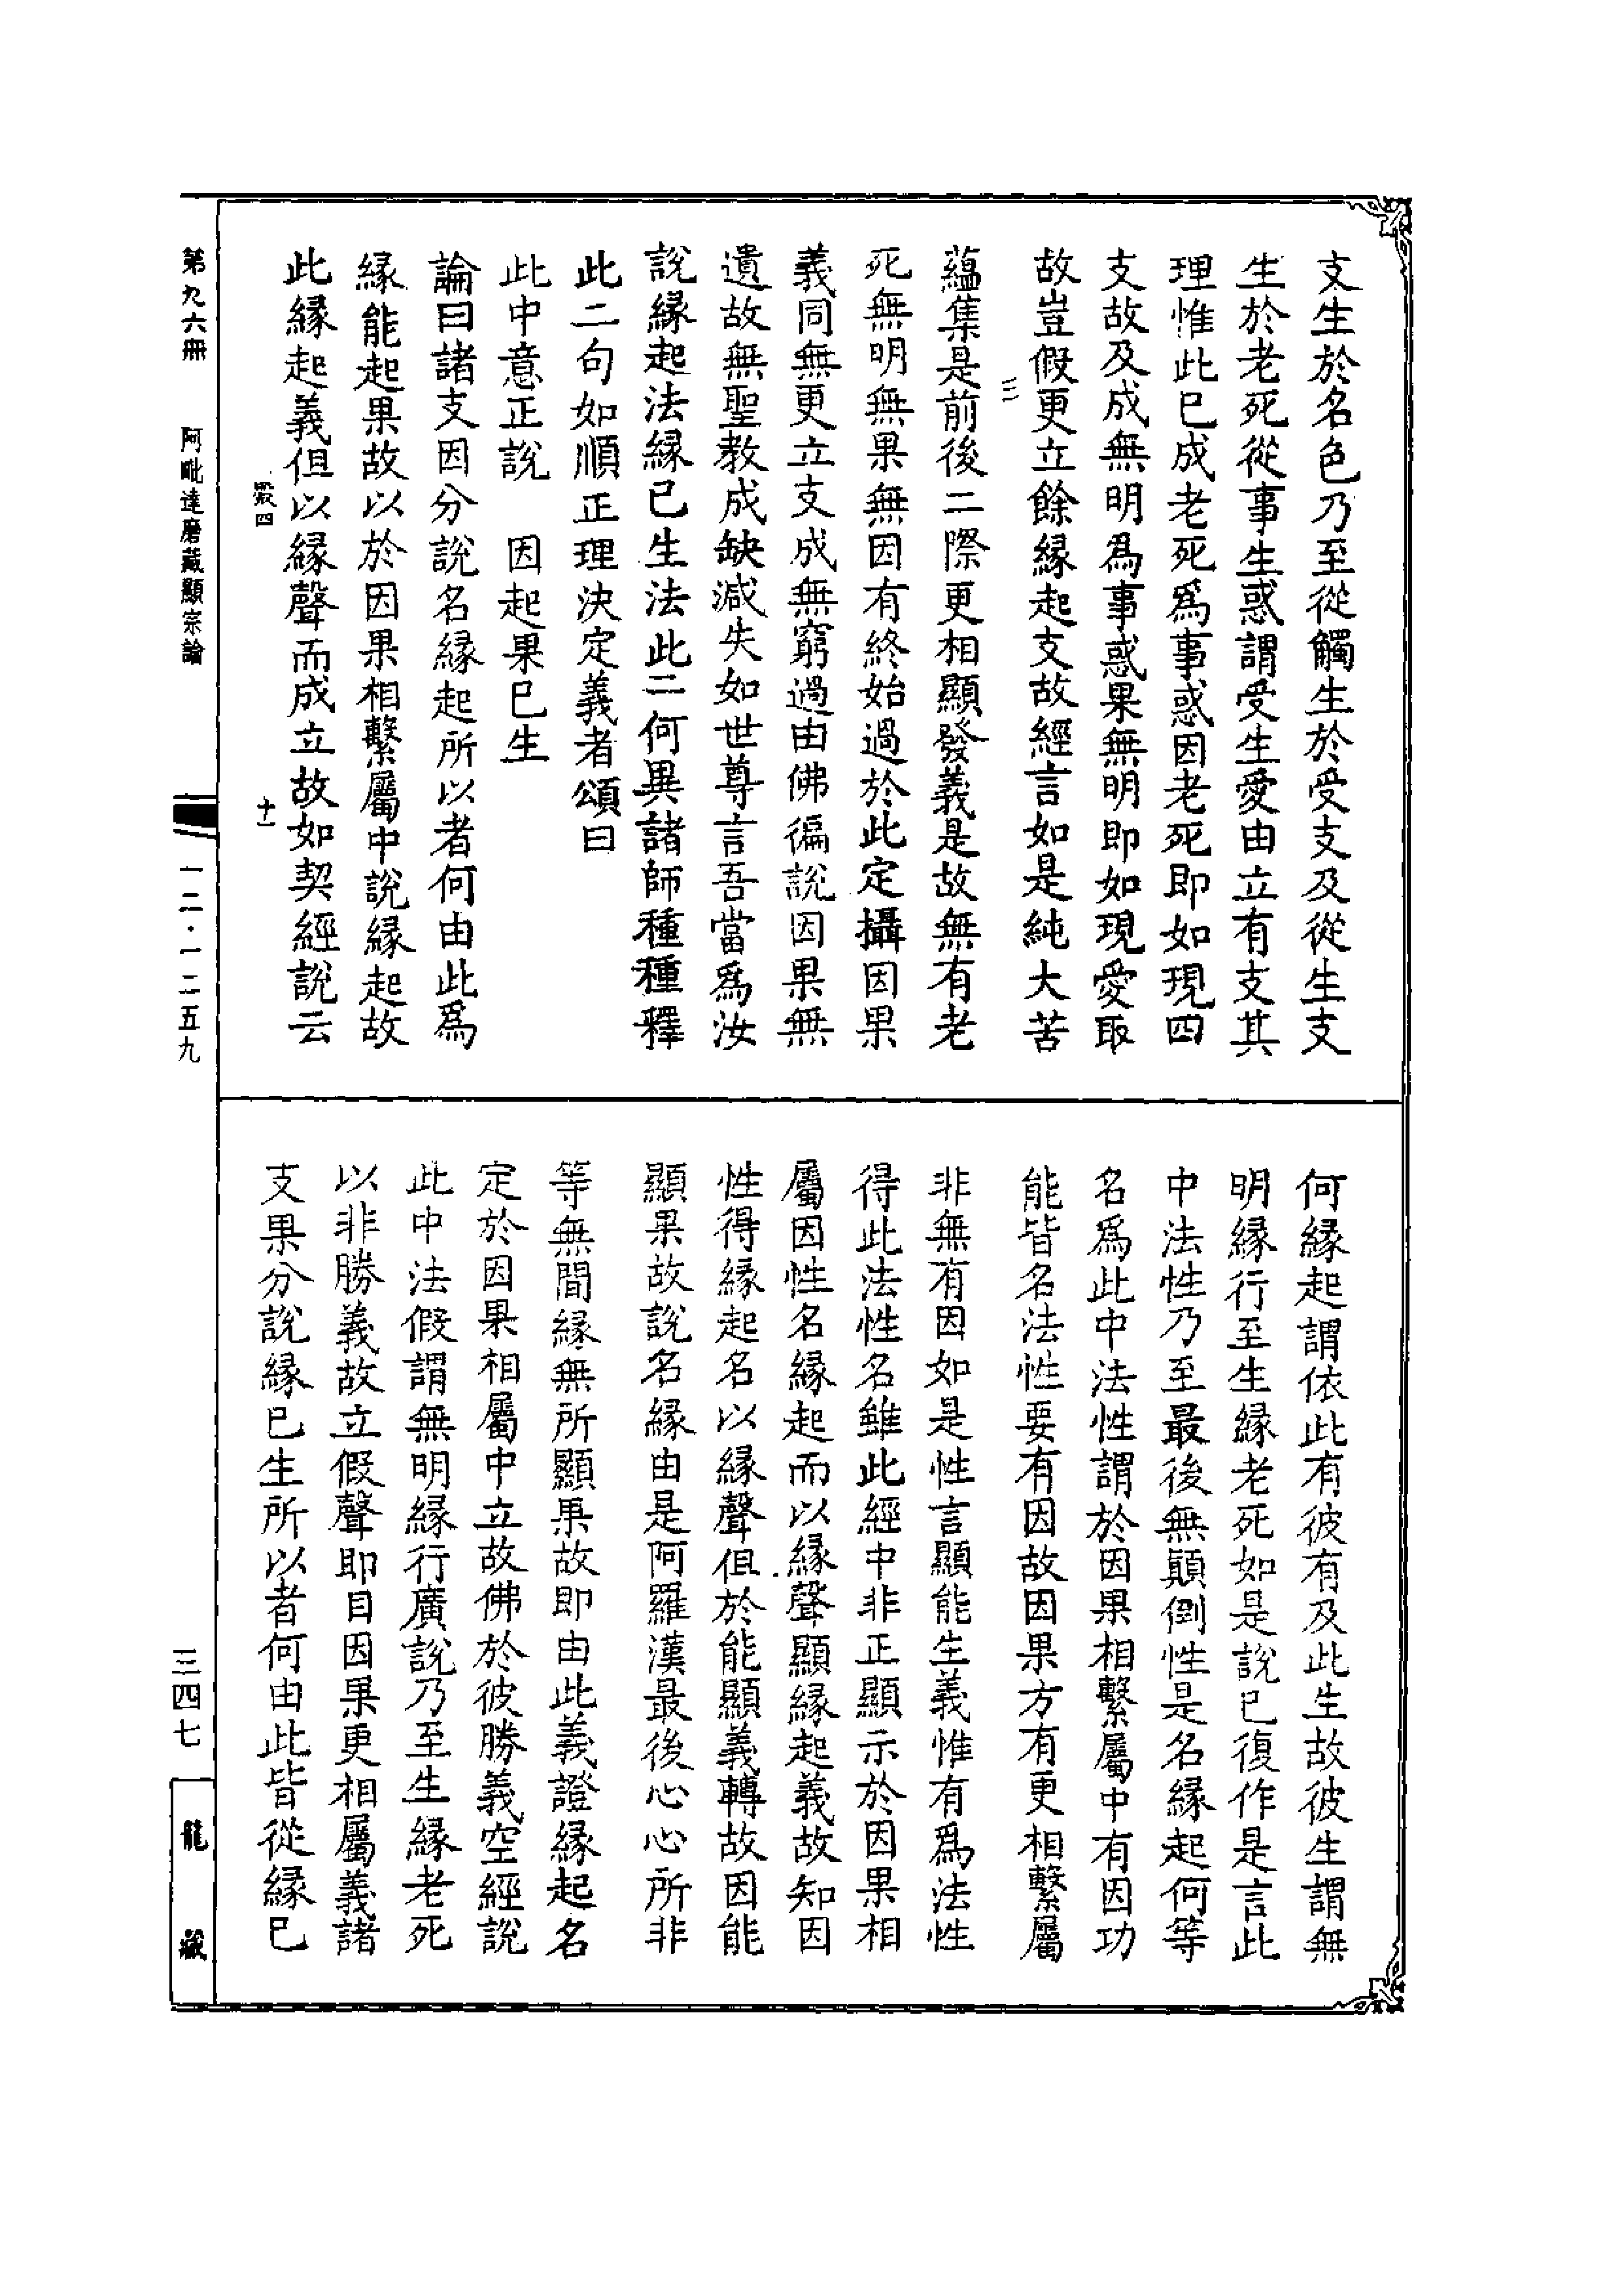 支生於名色乃至從觸生於受支及從生支
生於老死從事生惑謂受生愛由立有支其
理惟此已成老死爲事惑因老死即如現四
支故及成無明爲事惑果無明即如現愛取
故豈假更立餘緣起支故經言如是純大苦
三
蘊集是前後二際更相顯發義是故無有老
死無明無果無因有終始過於此定攝因果
義同無更立支成無窮過由佛徧說因果無
遺故無聖教成缺減失如世尊言吾當爲汝
說緣起法緣已生法此二何異諸師種種釋
此二句如順正理決定義者頌曰
此中意正說　因起果已生
論曰諸支因分說名緣起所以者何由此爲
緣能起果故以於因果相繫屬中說緣起故
此緣起義但以緣聲而成立故如契經說云
何緣起謂依此有彼有及此生故彼生謂無
明緣行至生緣老死如是說已復作是言此
中法性乃至最後無顛倒性是名緣起何等
名爲此中法性謂於因果相繫屬中有因功
能皆名法性要有因故因果方有更相繫屬
非無有因如是性言顯能生義惟有爲法性
得此法性名雖此經中非正顯示於因果相
屬因性名緣起而以緣聲顯緣起義故知因
性得緣起名以緣聲但於能顯義轉故因能
顯果故說名緣由是阿羅漢最後心心所非
等無間緣無所顯果故即由此義證緣起名
定於因果相屬中立故佛於彼勝義空經說
此中法假謂無明緣行廣說乃至生緣老死
以非勝義故立假聲即目因果更相屬義諸
支果分說緣已生所以者何由此皆從緣已
嚴四
十一
第九六冊
阿毗達磨藏顯宗論
一二·一二五九
三四七
龍藏